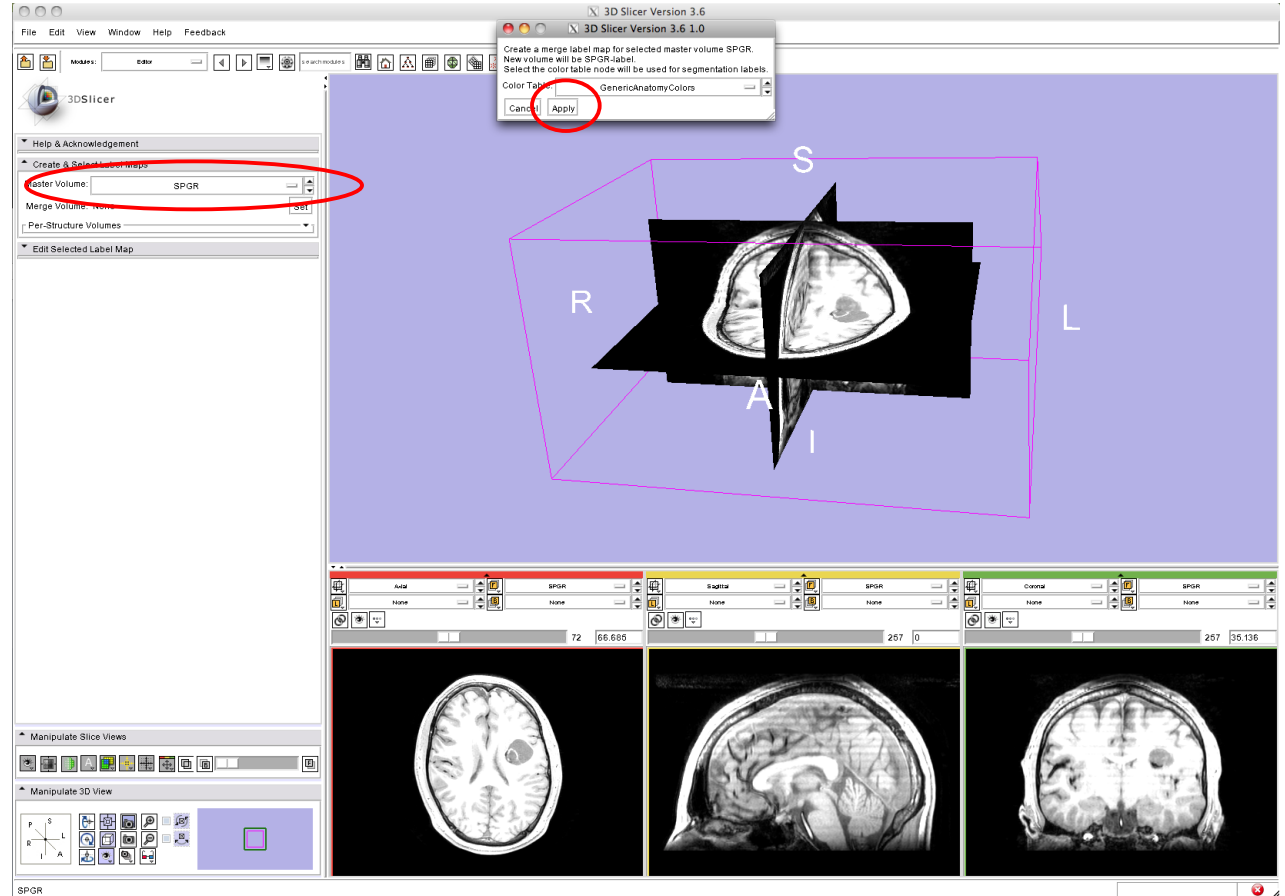 3D Slicer Version 3.6
File Edit View Window Help Feedback
3D Slicer Version 3.6 1.0
Create a merge label map for selected master volume SPGR.
New volume will be SPGR-label.
Select the color table node will be used for segmentation labels.
Color Table: GenericAnatomyColors
Cancel Apply
Modules: Editor search modules
3DSlicer
Help & Acknowledgement
Create & Select Label Maps
Master Volume: SPGR
Merge Volume: None Set
Per-Structure Volumes
Edit Selected Label Map
S
R
L
A
I
Axial SPGR Sagittal SPGR Coronal SPGR
None None None None None None
72 66.685 257 0 257 35.136
Manipulate Slice Views
Manipulate 3D View
P S
R L
I A
SPGR